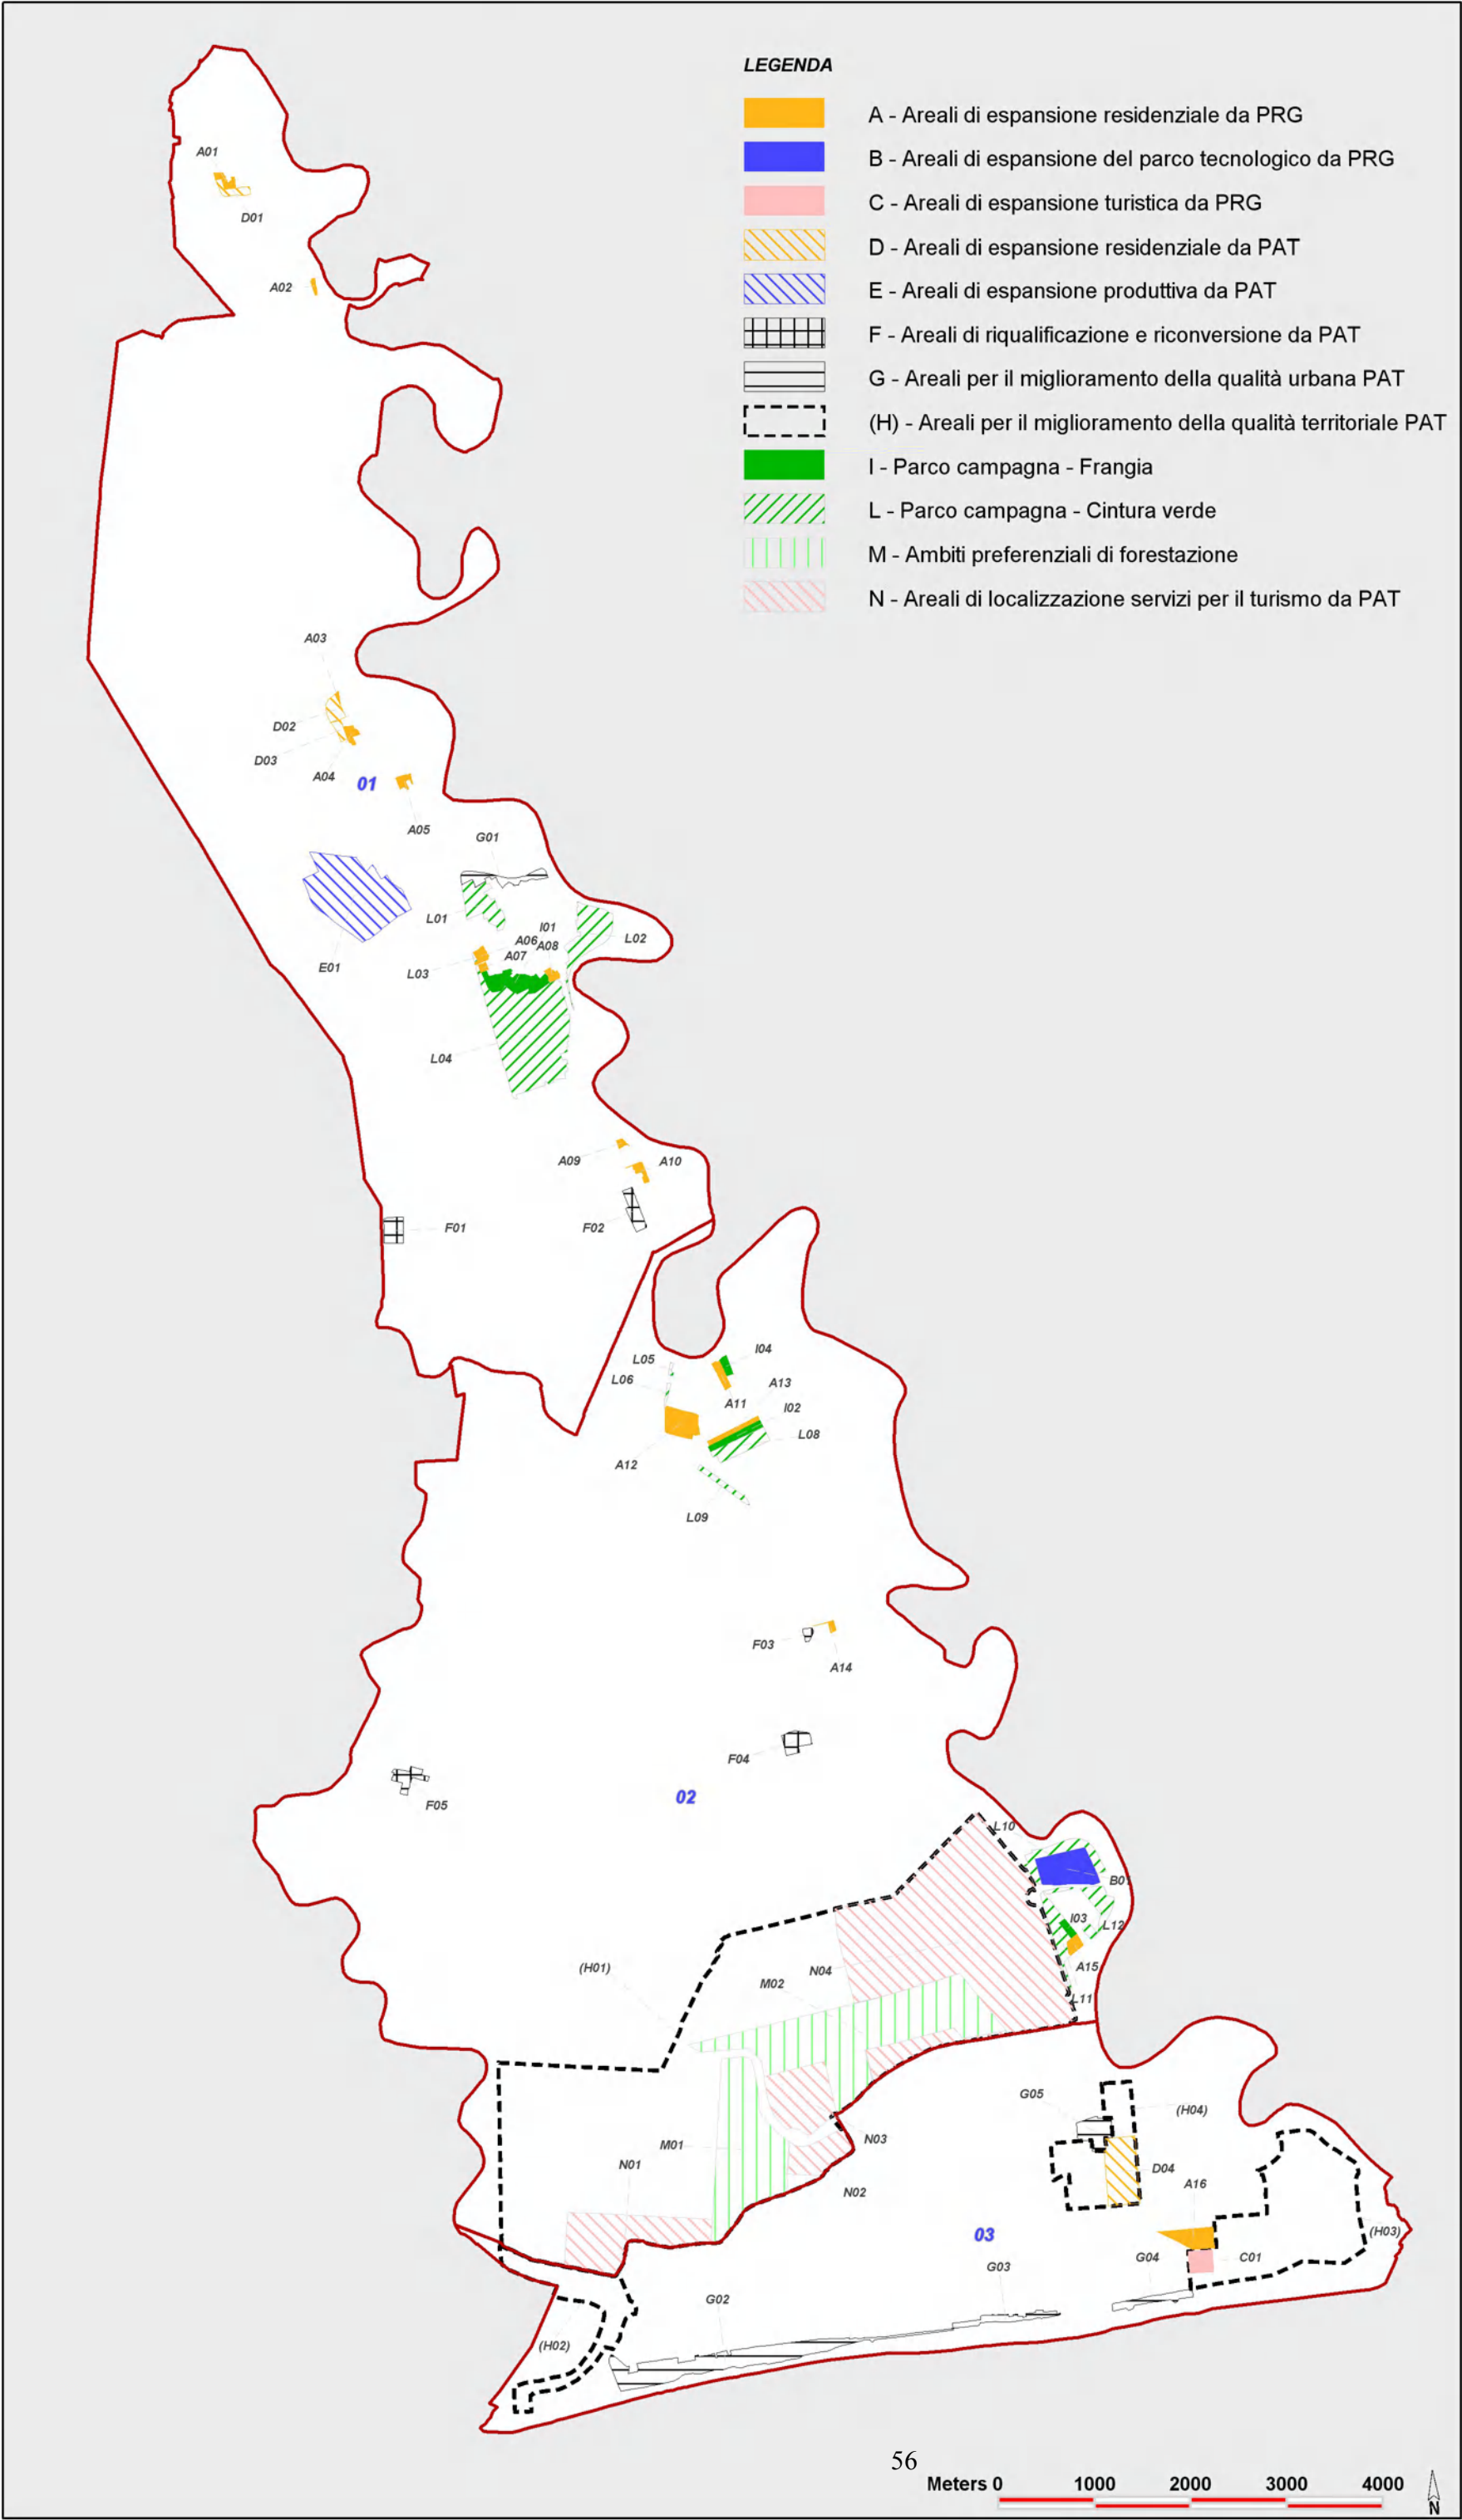 LEGENDA
A - Areali di espansione residenziale da PRG
B - Areali di espansione del parco tecnologico da PRG
C - Areali di espansione turistica da PRG
D - Areali di espansione residenziale da PAT
E - Areali di espansione produttiva da PAT
F - Areali di riqualificazione e riconversione da PAT
G - Areali per il miglioramento della qualità urbana PAT
(H) - Areali per il miglioramento della qualità territoriale PAT
I - Parco campagna - Frangia
L - Parco campagna - Cintura verde
M - Ambiti preferenziali di forestazione
N - Areali di localizzazione servizi per il turismo da PAT
A01
D01
A02
A03
D02
D03
A04
01
A05
G01
L01
I01
A06
A08
L02
A07
L03
E01
L04
A09
A10
F01
F02
I04
L05
L06
A13
A11
I02
L08
A12
L09
F03
A14
F04
F05
02
L10
B01
I03
L12
(H01)
N04
A15
M02
L11
G05
(H04)
N03
M01
N01
D04
A16
N02
03
(H03)
G04
C01
G03
G02
(H02)
56
Meters 0 1000 2000 3000 4000
N